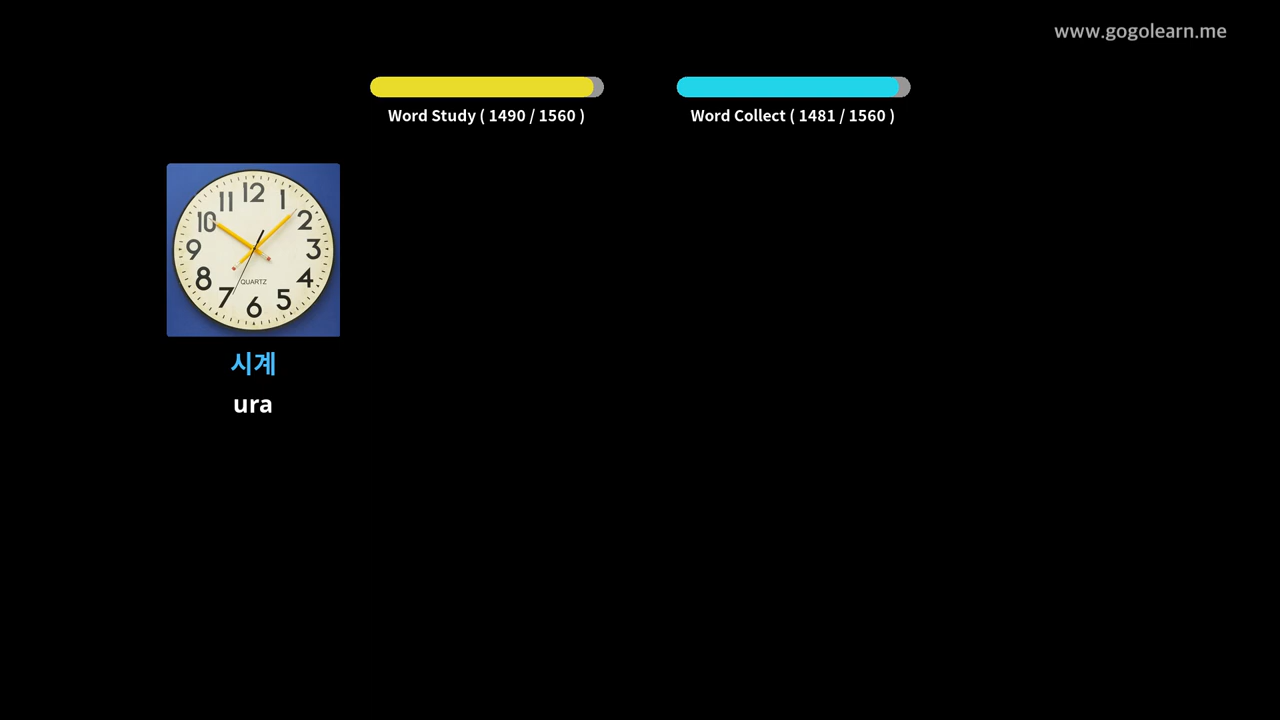 www.gogolearn.me
Word Study ( 1490 / 1560 )
Word Collect ( 1481 / 1560 )
12
1
2
3
4
5
6
7
8
9
10
11
QUARTZ
시계
ura